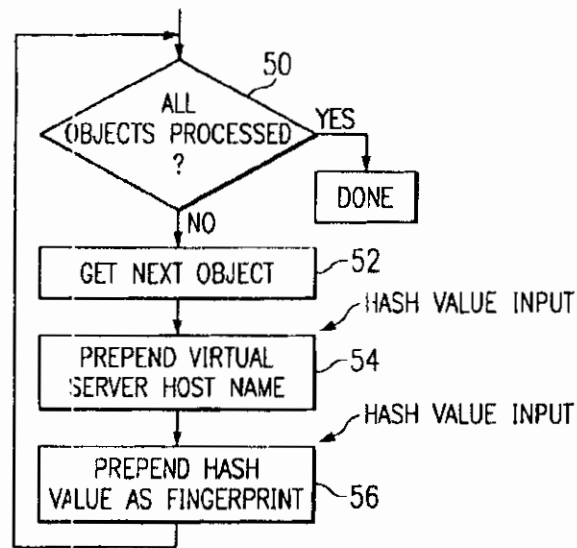 50
ALL
OBJECTS PROCESSED
?
YES
DONE
NO
GET NEXT OBJECT
52
HASH VALUE INPUT
PREPEND VIRTUAL
SERVER HOST NAME
54
HASH VALUE INPUT
PREPEND HASH
VALUE AS FINGERPRINT
56